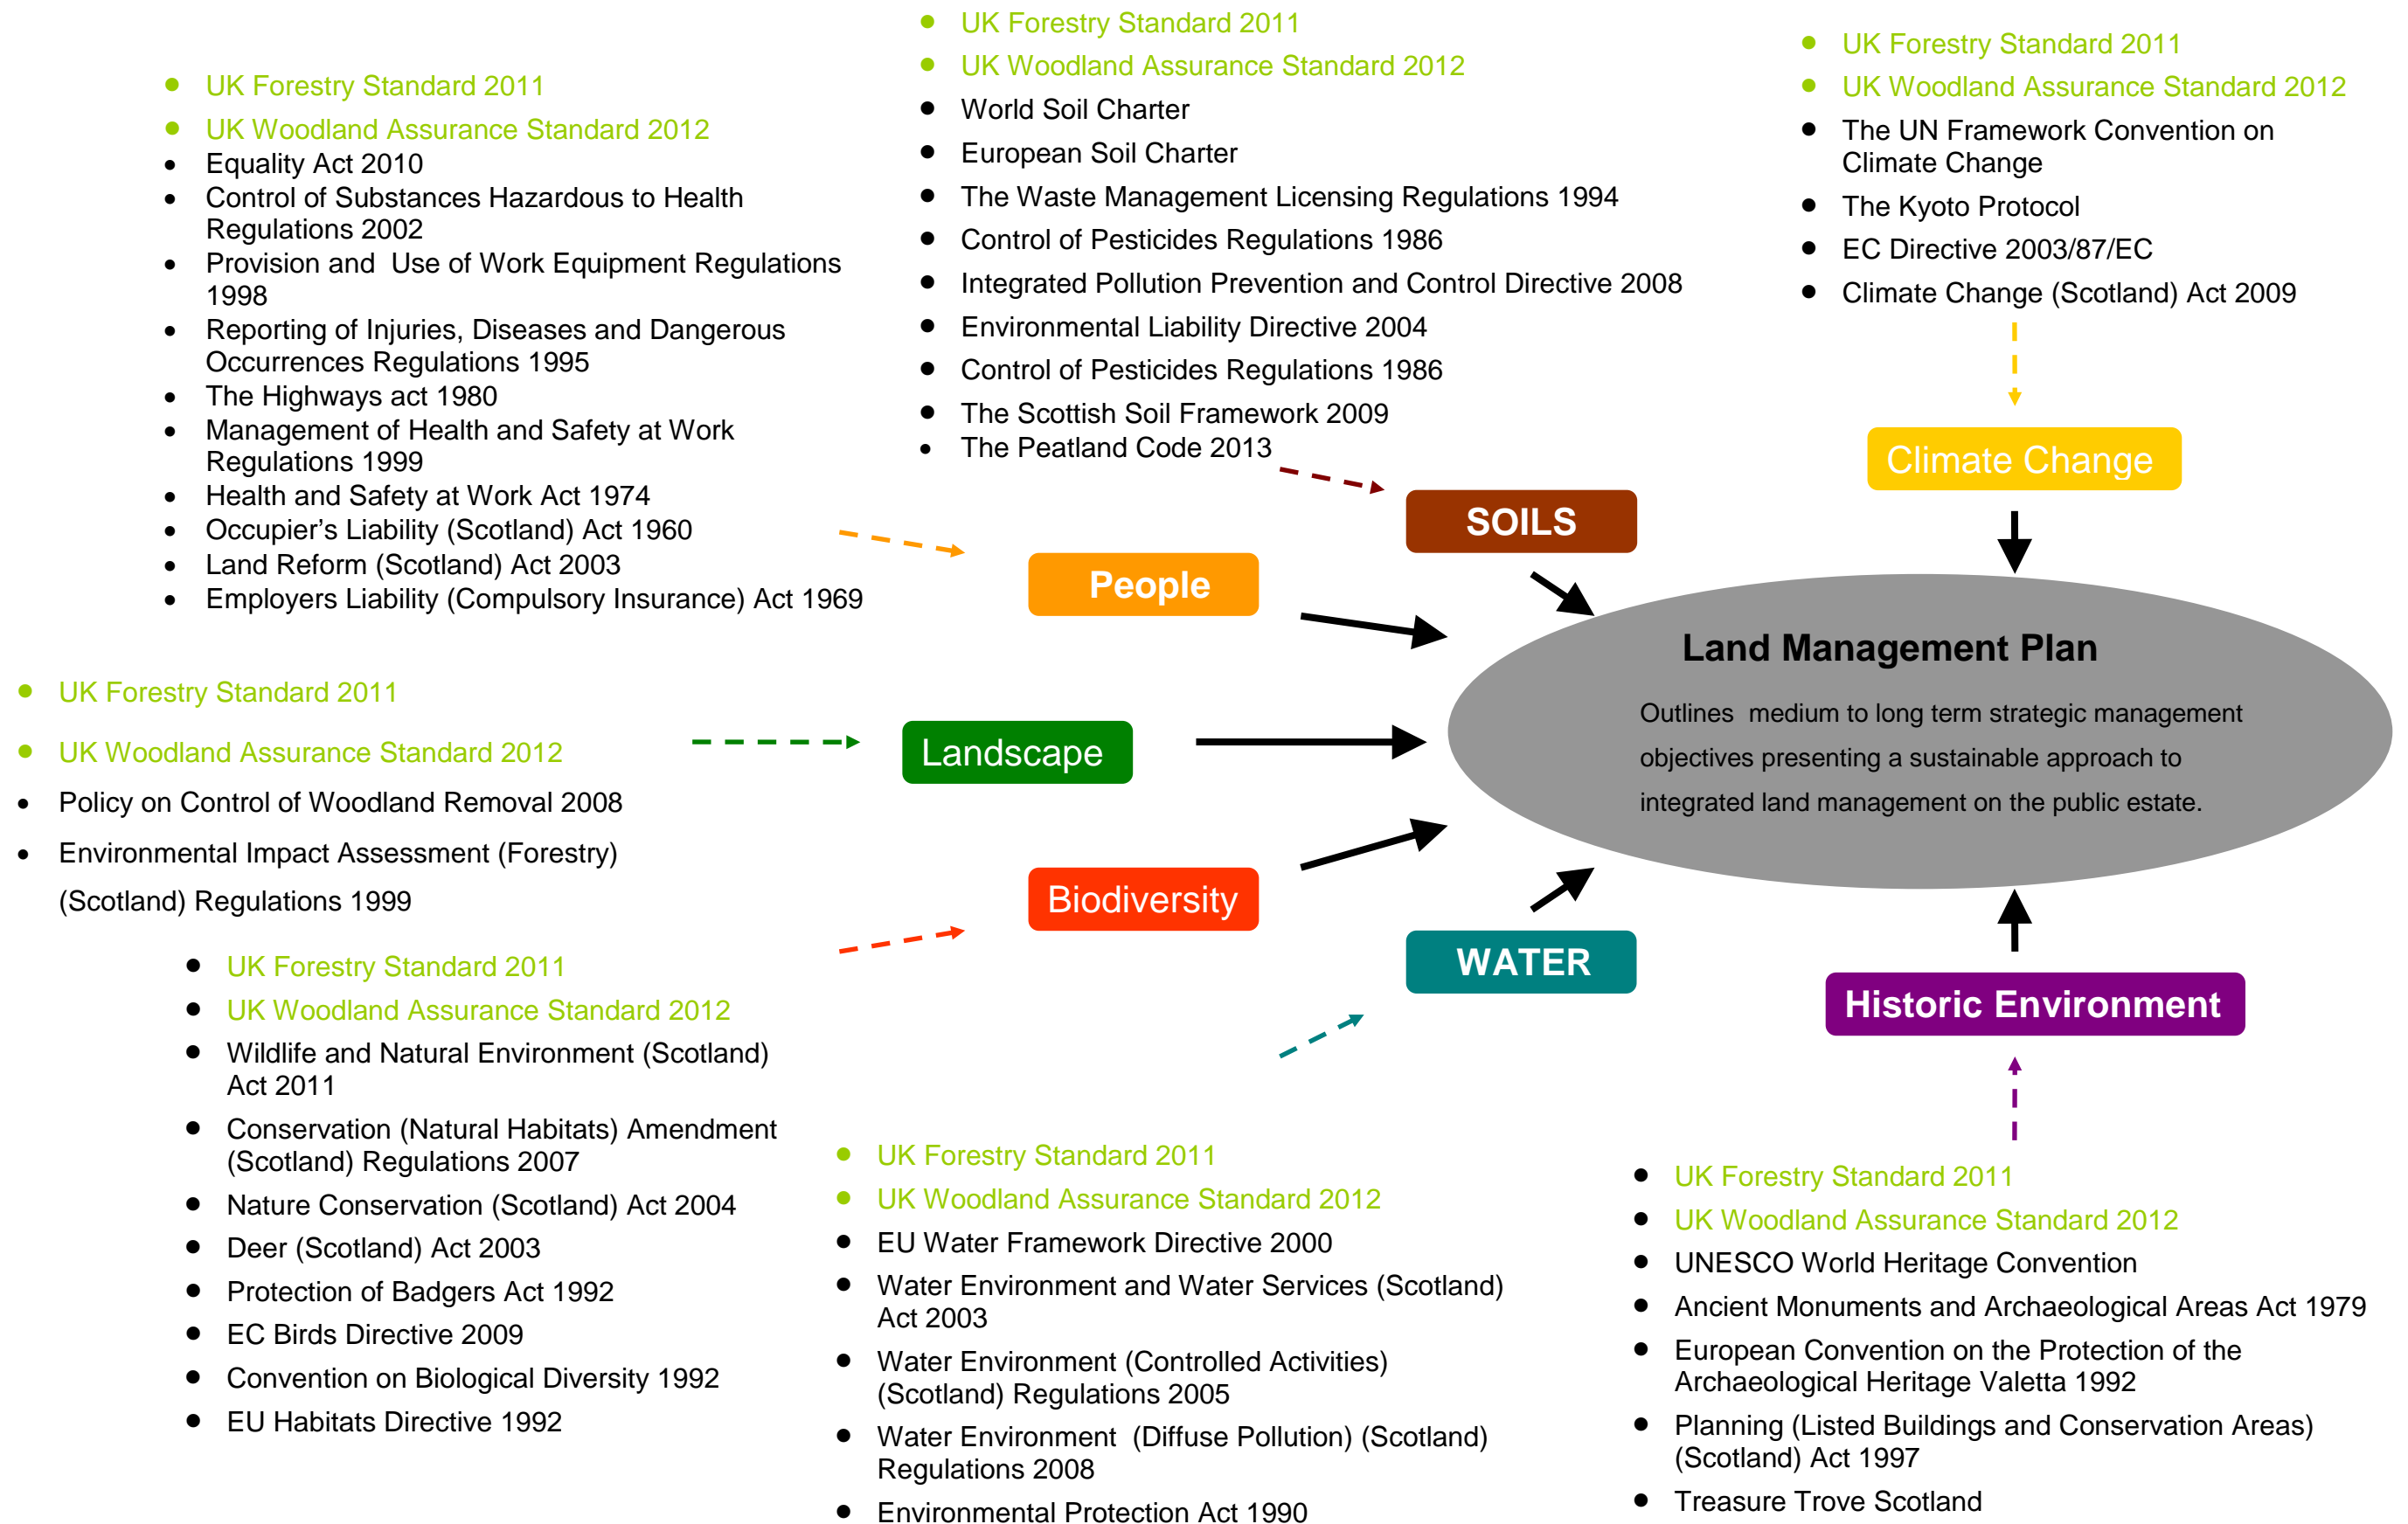 • UK Forestry Standard 2011
• UK Woodland Assurance Standard 2012
• Equality Act 2010
• Control of Substances Hazardous to Health
Regulations 2002
• Provision and  Use of Work Equipment Regulations
1998
• Reporting of Injuries, Diseases and Dangerous
Occurrences Regulations 1995
• The Highways act 1980
• Management of Health and Safety at Work
Regulations 1999
• Health and Safety at Work Act 1974
• Occupier’s Liability (Scotland) Act 1960
• Land Reform (Scotland) Act 2003
• Employers Liability (Compulsory Insurance) Act 1969
• UK Forestry Standard 2011
• UK Woodland Assurance Standard 2012
• World Soil Charter
• European Soil Charter
• The Waste Management Licensing Regulations 1994
• Control of Pesticides Regulations 1986
• Integrated Pollution Prevention and Control Directive 2008
• Environmental Liability Directive 2004
• Control of Pesticides Regulations 1986
• The Scottish Soil Framework 2009
• The Peatland Code 2013
• UK Forestry Standard 2011
• UK Woodland Assurance Standard 2012
• The UN Framework Convention on
Climate Change
• The Kyoto Protocol
• EC Directive 2003/87/EC
• Climate Change (Scotland) Act 2009
Climate Change
SOILS
People
Land Management Plan
Outlines  medium to long term strategic management
objectives presenting a sustainable approach to
integrated land management on the public estate.
• UK Forestry Standard 2011
• UK Woodland Assurance Standard 2012
• Policy on Control of Woodland Removal 2008
• Environmental Impact Assessment (Forestry)
(Scotland) Regulations 1999
Landscape
Biodiversity
WATER
Historic Environment
• UK Forestry Standard 2011
• UK Woodland Assurance Standard 2012
• Wildlife and Natural Environment (Scotland)
Act 2011
• Conservation (Natural Habitats) Amendment
(Scotland) Regulations 2007
• Nature Conservation (Scotland) Act 2004
• Deer (Scotland) Act 2003
• Protection of Badgers Act 1992
• EC Birds Directive 2009
• Convention on Biological Diversity 1992
• EU Habitats Directive 1992
• UK Forestry Standard 2011
• UK Woodland Assurance Standard 2012
• EU Water Framework Directive 2000
• Water Environment and Water Services (Scotland)
Act 2003
• Water Environment (Controlled Activities)
(Scotland) Regulations 2005
• Water Environment  (Diffuse Pollution) (Scotland)
Regulations 2008
• Environmental Protection Act 1990
• UK Forestry Standard 2011
• UK Woodland Assurance Standard 2012
• UNESCO World Heritage Convention
• Ancient Monuments and Archaeological Areas Act 1979
• European Convention on the Protection of the
Archaeological Heritage Valetta 1992
• Planning (Listed Buildings and Conservation Areas)
(Scotland) Act 1997
• Treasure Trove Scotland